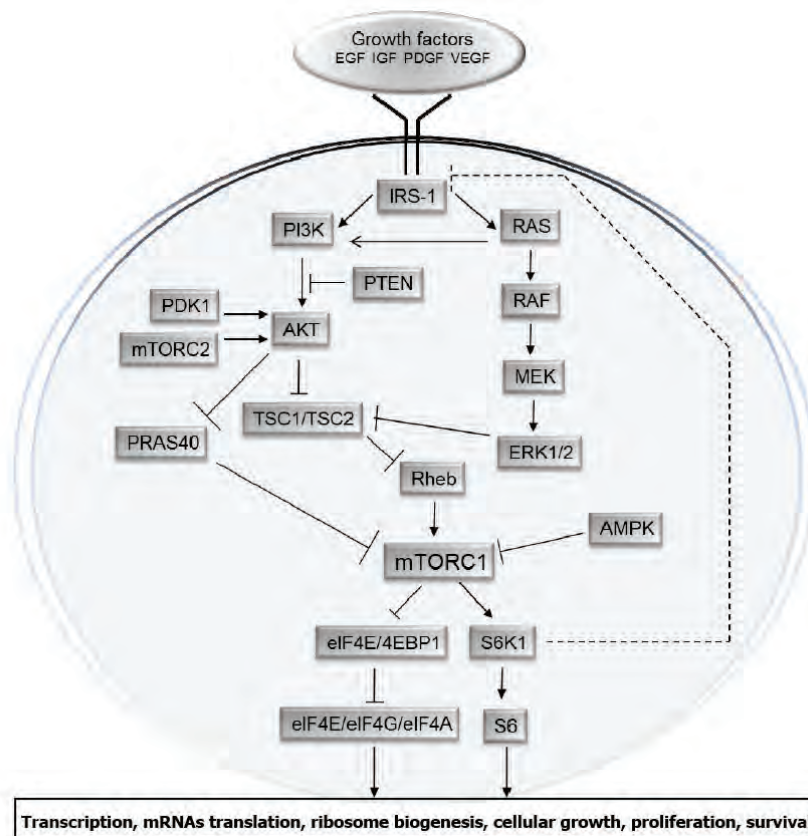 Growth factors
EGF IGF PDGF VEGF
IRS-1
PI3K
RAS
PTEN
PDK1
RAF
AKT
mTORC2
MEK
TSC1/TSC2
PRAS40
ERK1/2
Rheb
AMPK
mTORC1
eIF4E/4EBP1
S6K1
eIF4E/eIF4G/eIF4A
S6
Transcription, mRNAs translation, ribosome biogenesis, cellular growth, proliferation, surviva